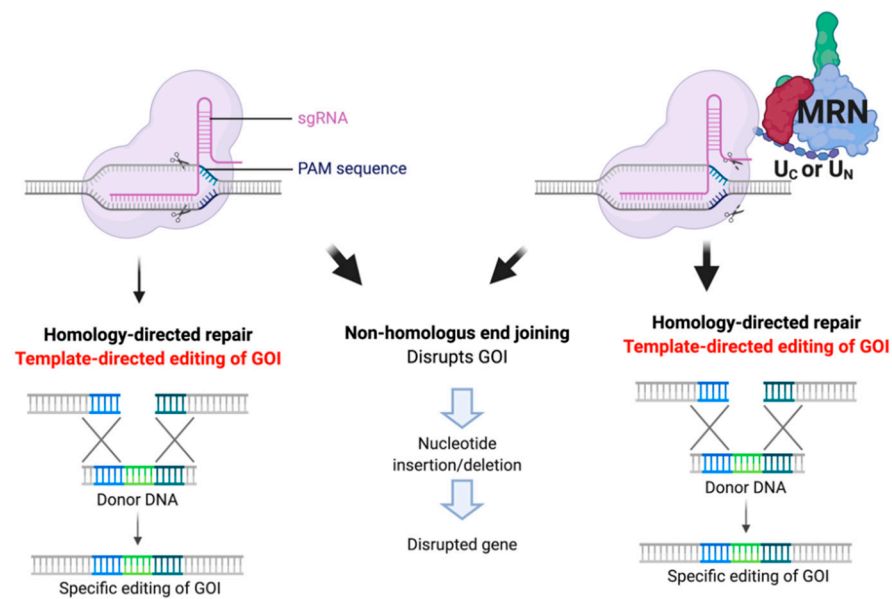 sgRNA
PAM sequence
MRN
UC or UN
Homology-directed repair
Template-directed editing of GOI
Donor DNA
Specific editing of GOI
Non-homologus end joining
Disrupts GOI
Nucleotide
insertion/deletion
Disrupted gene
Homology-directed repair
Template-directed editing of GOI
Donor DNA
Specific editing of GOI